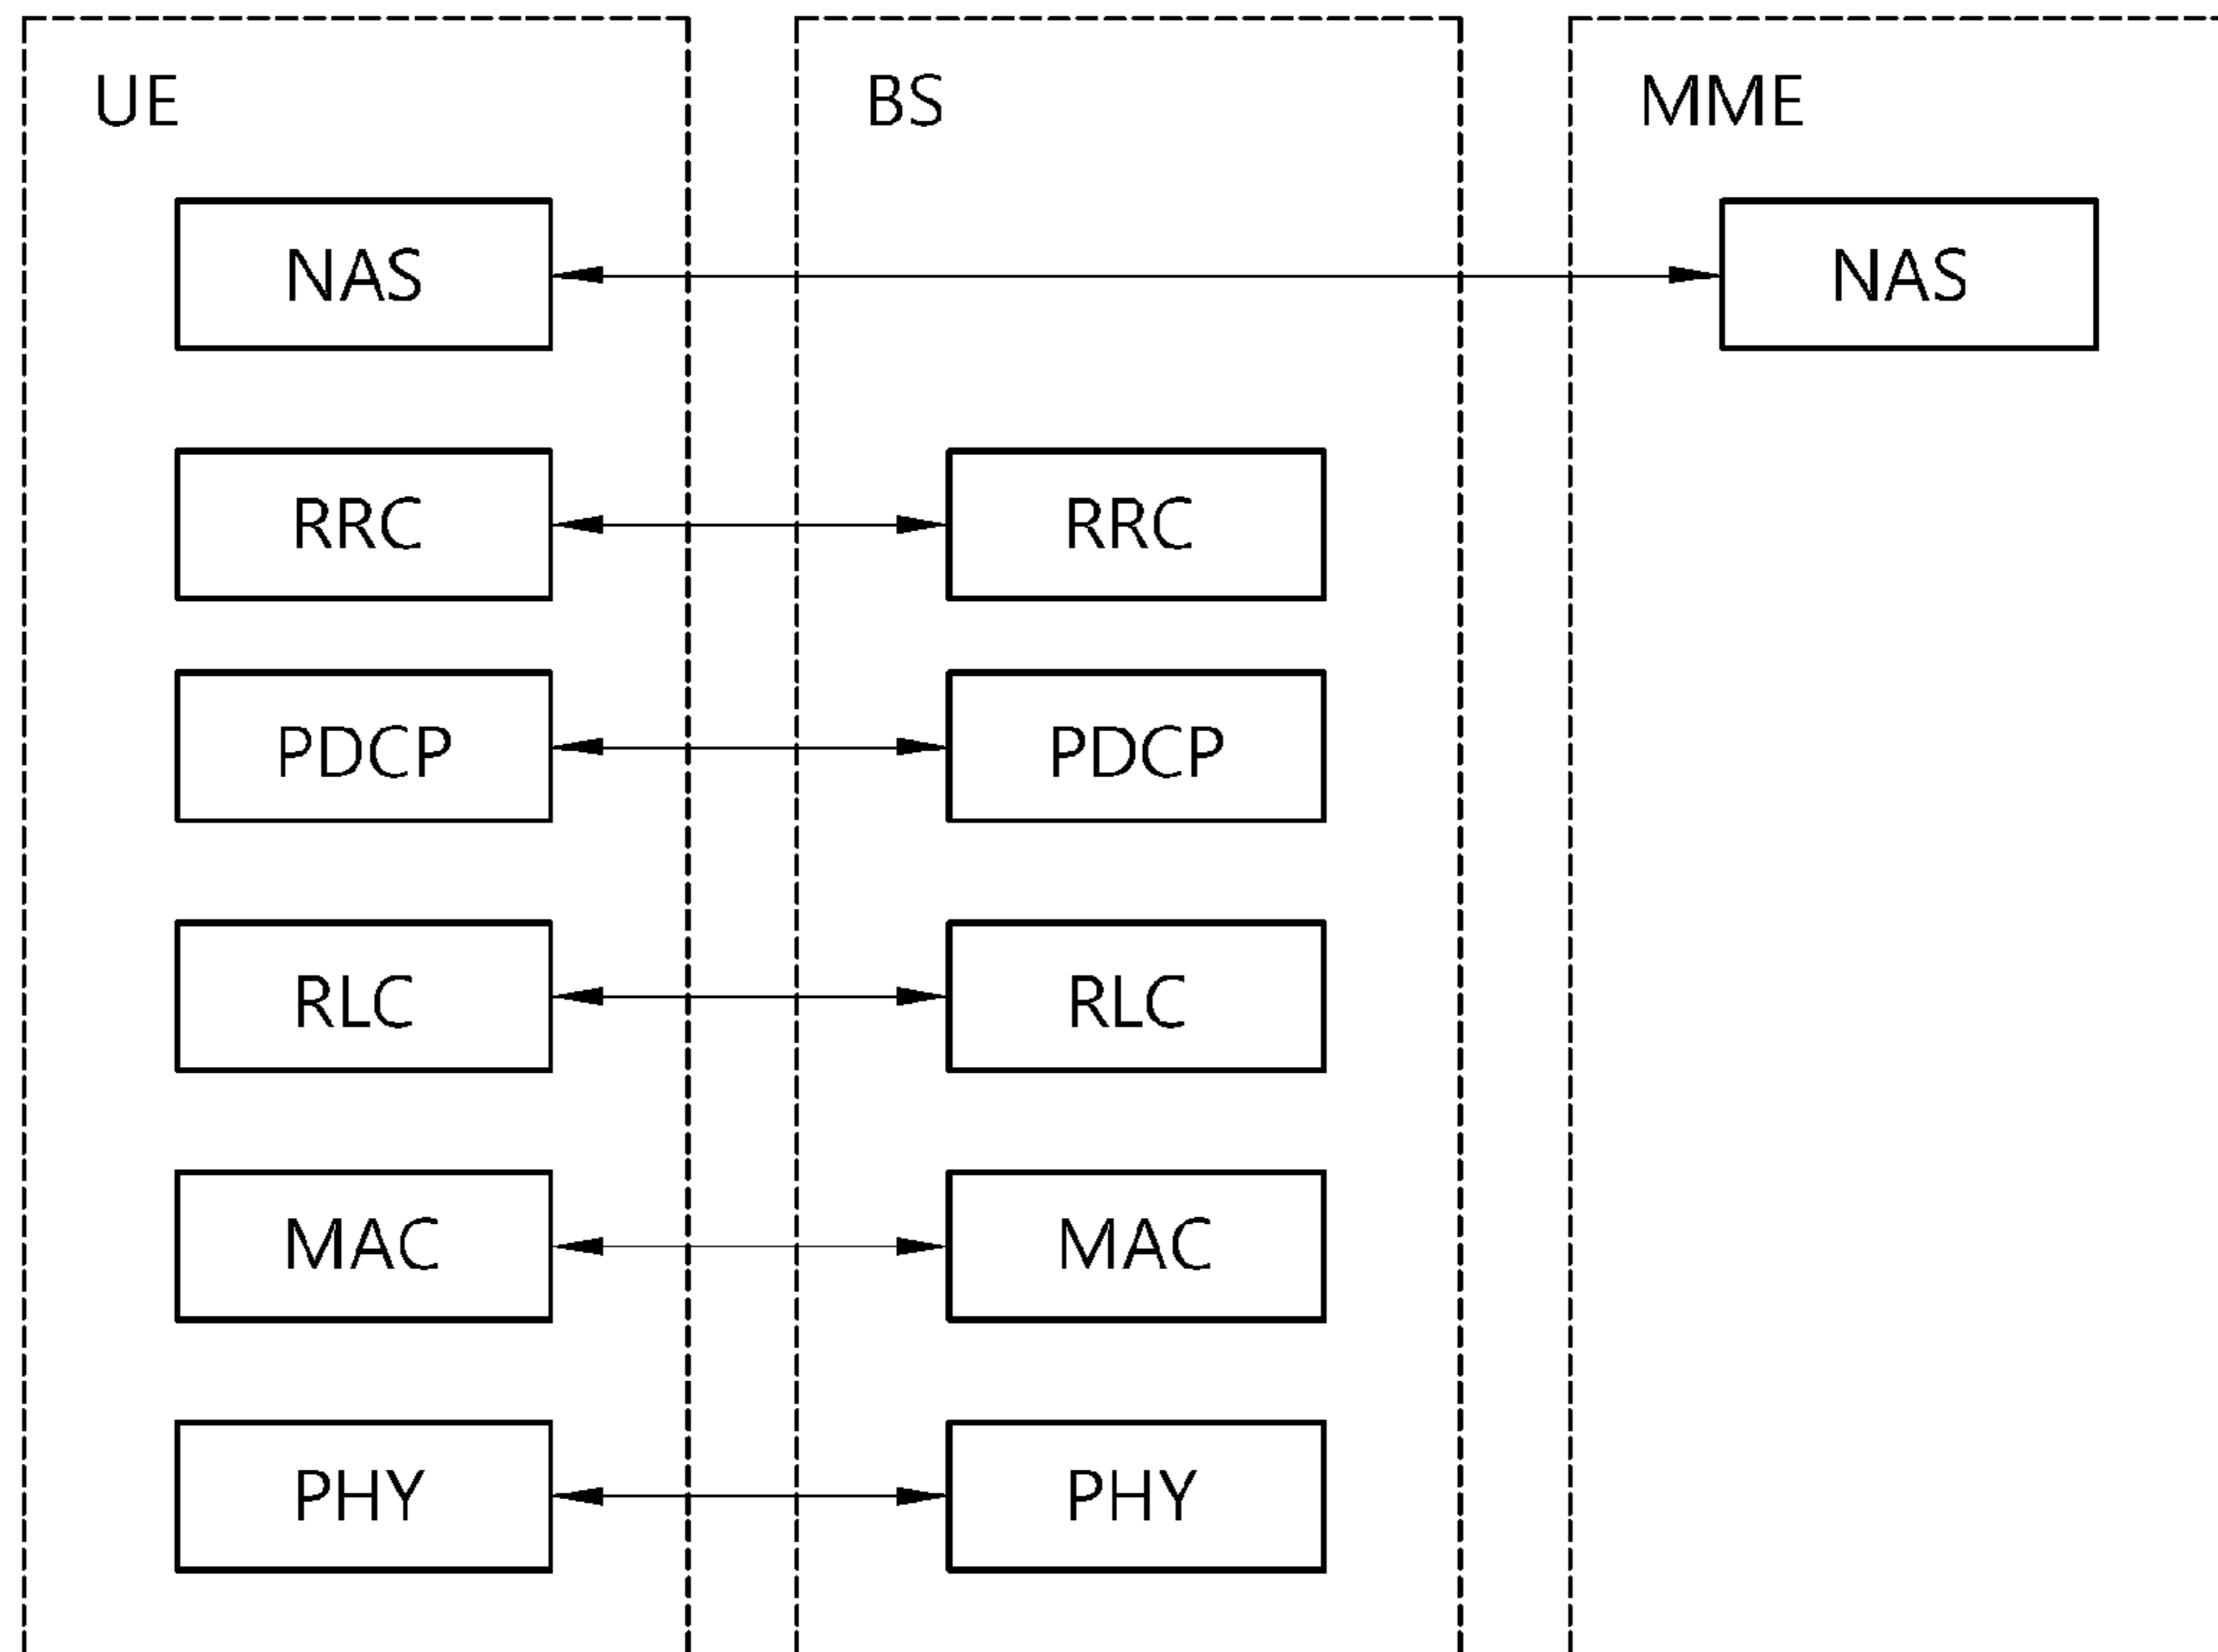 UE BS MME
NAS NAS
RRC RRC
PDCP PDCP
RLC RLC
MAC MAC
PHY PHY